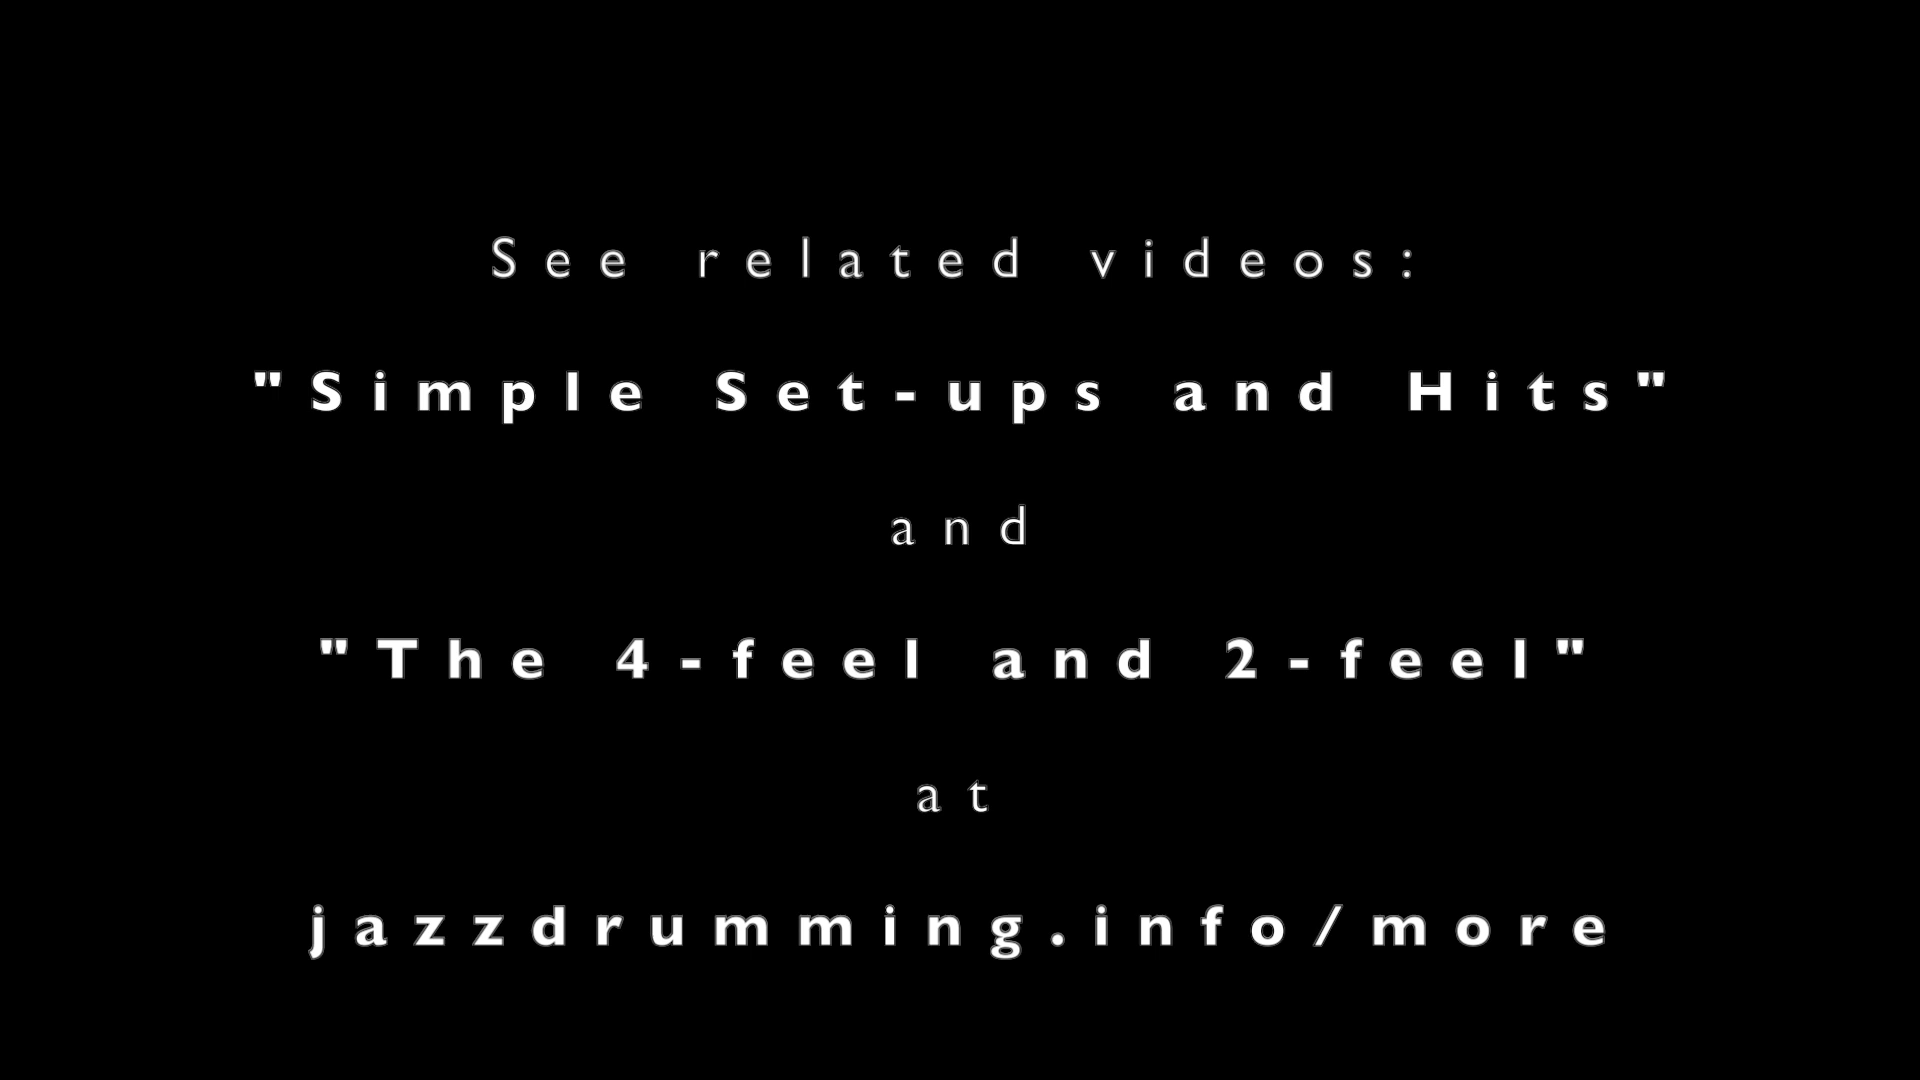 See related videos:
"Simple Set-ups and Hits"
and
"The 4-feel and 2-feel"
at
jazzdrumming.info/more